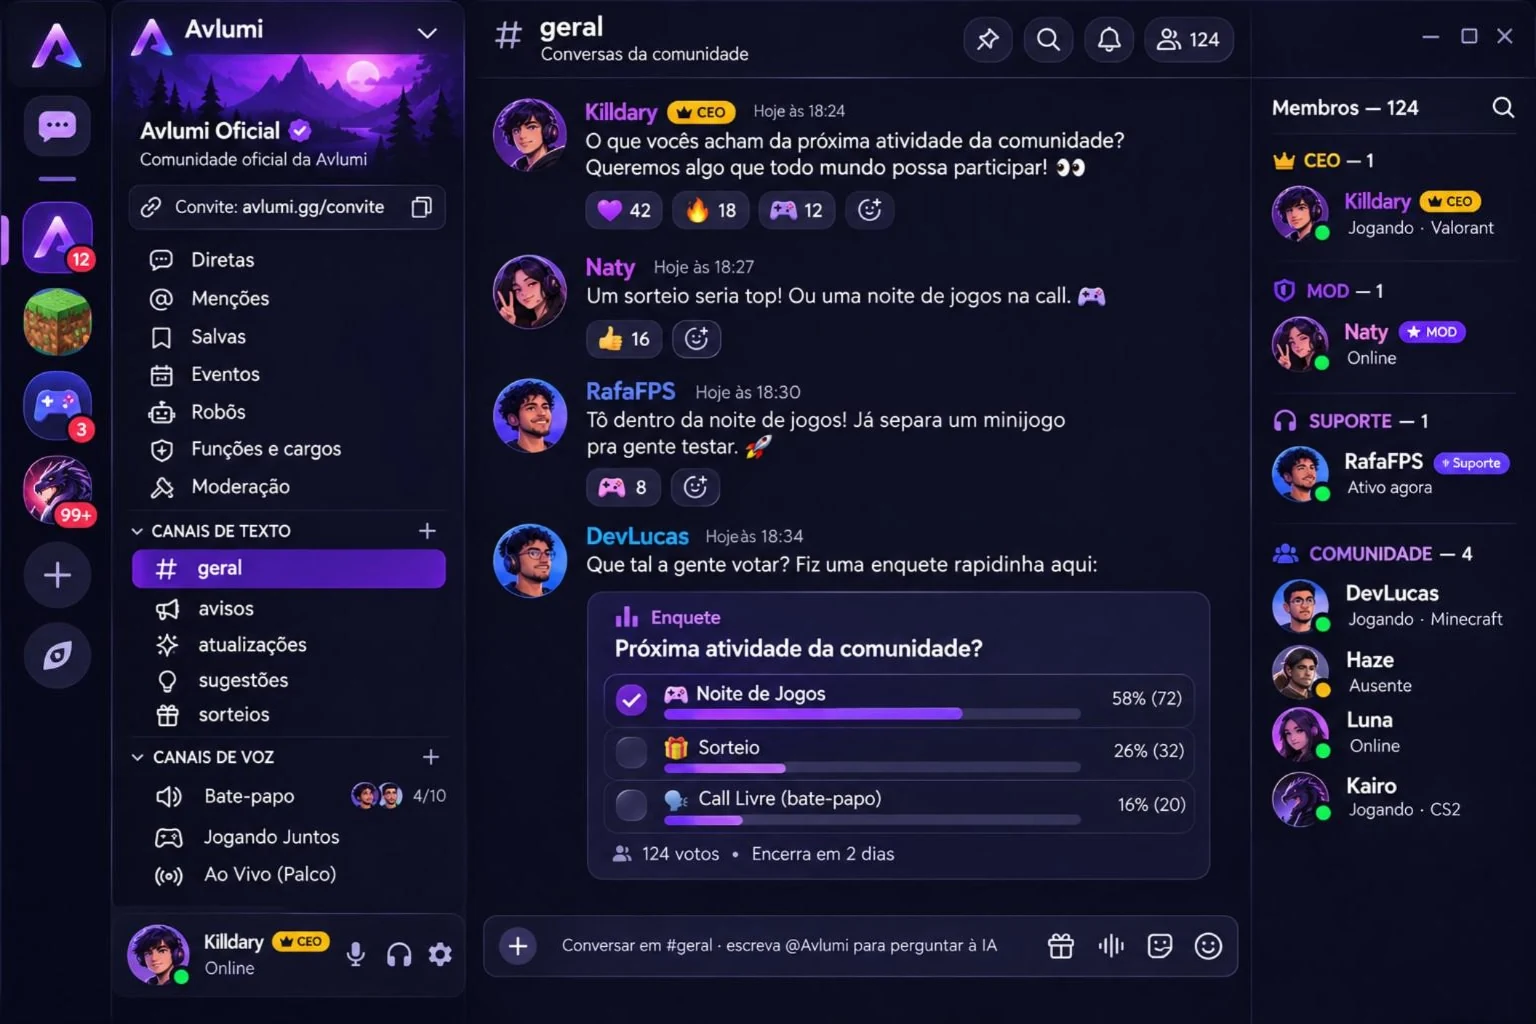 12
3
99+
Avlumi
Avlumi Oficial
Comunidade oficial da Avlumi
Convite: avlumi.gg/convite
Diretas
Menções
Salvas
Eventos
Robôs
Funções e cargos
Moderação
CANAIS DE TEXTO
# geral
avisos
atualizações
sugestões
sorteios
CANAIS DE VOZ
Bate-papo 4/10
Jogando Juntos
Ao Vivo (Palco)
Killdary CEO
Online
# geral
Conversas da comunidade
124
Killdary CEO Hoje às 18:24
O que vocês acham da próxima atividade da comunidade?
Queremos algo que todo mundo possa participar! 👀
💜 42 🔥 18 🎮 12
Naty Hoje às 18:27
Um sorteio seria top! Ou uma noite de jogos na call. 🎮
👍 16
RafaFPS Hoje às 18:30
Tô dentro da noite de jogos! Já separa um minijogo
pra gente testar. 🚀
🎮 8
DevLucas Hojeàs 18:34
Que tal a gente votar? Fiz uma enquete rapidinha aqui:
Enquete
Próxima atividade da comunidade?
🎮 Noite de Jogos 58% (72)
🎁 Sorteio 26% (32)
🗣️ Call Livre (bate-papo) 16% (20)
124 votos • Encerra em 2 dias
Conversar em #geral · escreva @Avlumi para perguntar à IA
Membros — 124
CEO — 1
Killdary CEO
Jogando · Valorant
MOD — 1
Naty MOD
Online
SUPORTE — 1
RafaFPS Suporte
Ativo agora
COMUNIDADE — 4
DevLucas
Jogando · Minecraft
Haze
Ausente
Luna
Online
Kairo
Jogando · CS2